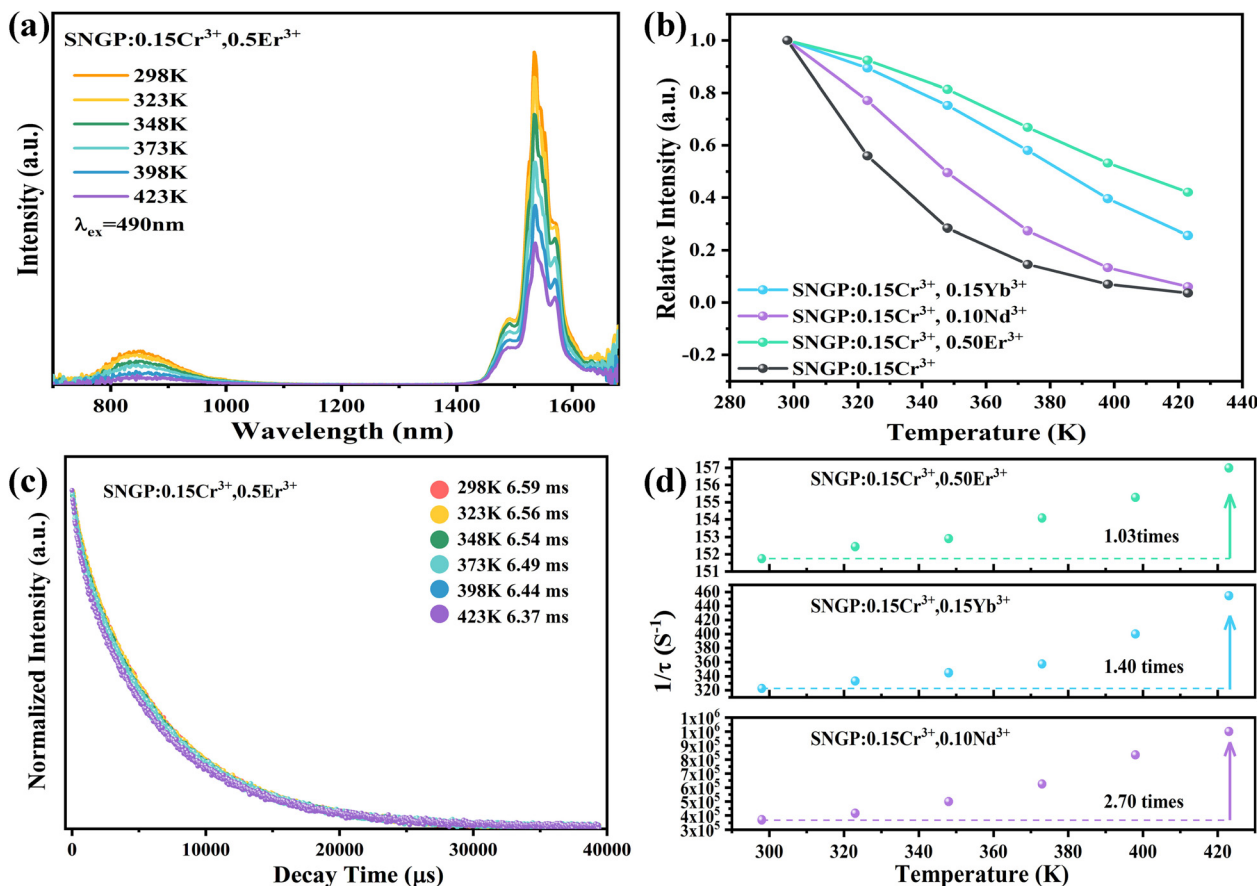 (a)
SNGP:0.15Cr³⁺,0.5Er³⁺
298K
323K
348K
373K
398K
423K
λex=490nm
Intensity (a.u.)
800 1000 1200 1400 1600
Wavelength (nm)
(b)
1.0
0.8
0.6
0.4
0.2
0.0
-0.2
Relative Intensity (a.u.)
SNGP:0.15Cr³⁺, 0.15Yb³⁺
SNGP:0.15Cr³⁺, 0.10Nd³⁺
SNGP:0.15Cr³⁺, 0.50Er³⁺
SNGP:0.15Cr³⁺
280 300 320 340 360 380 400 420 440
Temperature (K)
(c)
SNGP:0.15Cr³⁺,0.5Er³⁺
298K 6.59 ms
323K 6.56 ms
348K 6.54 ms
373K 6.49 ms
398K 6.44 ms
423K 6.37 ms
Normalized Intensity (a.u.)
0 10000 20000 30000 40000
Decay Time (μs)
(d)
157
156
154
153
152
151
SNGP:0.15Cr³⁺,0.50Er³⁺
1.03times
460
440
400
380
360
340
320
SNGP:0.15Cr³⁺,0.15Yb³⁺
1.40 times
1/τ (S⁻¹)
1x10⁶
1x10⁶
9x10⁵
8x10⁵
7x10⁵
5x10⁵
4x10⁵
3x10⁵
SNGP:0.15Cr³⁺,0.10Nd³⁺
2.70 times
300 320 340 360 380 400 420
Temperature (K)